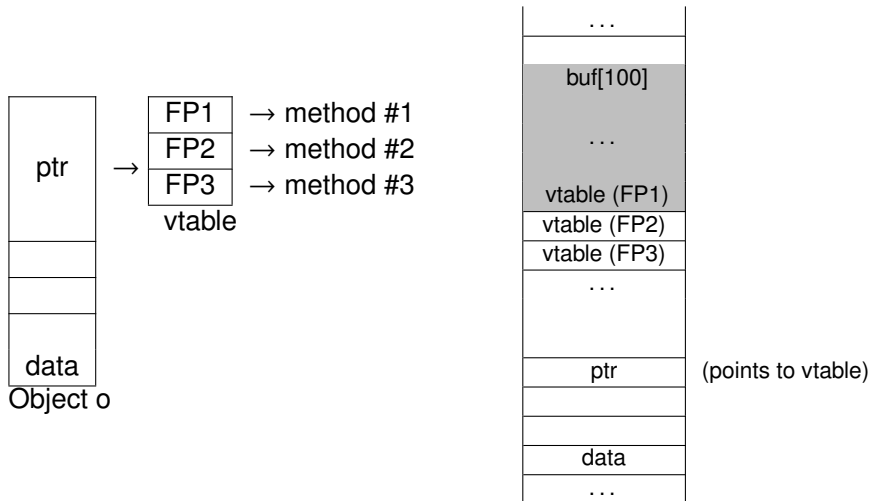 ptr
→
FP1 → method #1
FP2 → method #2
FP3 → method #3
vtable
data
Object o
. . .
buf[100]
. . .
vtable (FP1)
vtable (FP2)
vtable (FP3)
. . .
ptr (points to vtable)
data
. . .